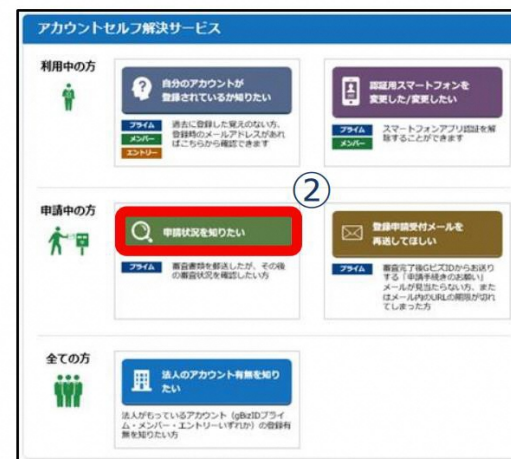 アカウントセルフ解決サービス
利用中の方
自分のアカウントが
登録されているか知りたい
プライム
メンバー
エントリー
過去に登録した覚えのない方、
登録時のメールアドレスがあれ
ばこちらから確認できます
認証用スマートフォンを
変更した/変更したい
プライム
メンバー
スマートフォンアプリ認証を解
除することができます
②
申請中の方
申請状況を知りたい
プライム
審査書類を郵送したが、その後
の審査状況を確認したい方
登録申請受付メールを
再送してほしい
プライム
審査完了後GビズIDからお送り
する「申請手続きのお願い」
メールが見当たらない方、また
はメール内のURLの期限が切れ
てしまった方
全ての方
法人のアカウント有無を知り
たい
法人がもっているアカウント（gBizIDプライ
ム・メンバー・エントリーいずれか）の登録有
無を知りたい方